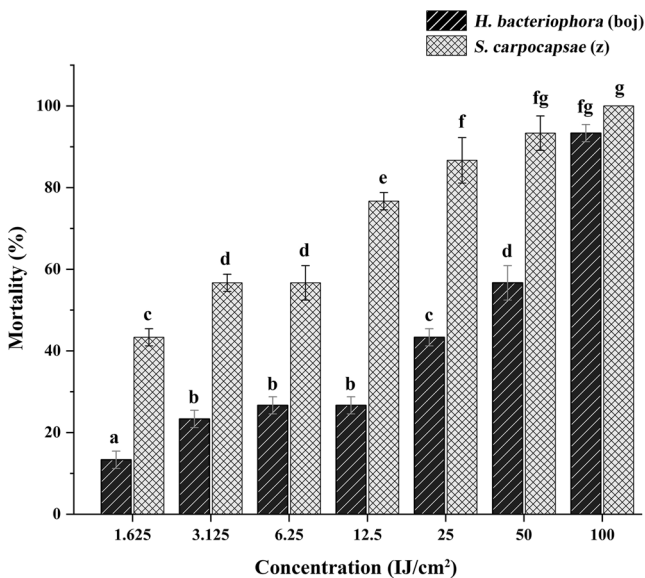 H. bacteriophora (boj)
S. carpocapsae (z)
Mortality (%)
100
80
60
40
20
0
a
c
b
d
b
d
b
e
c
f
d
fg
fg
g
1.625
3.125
6.25
12.5
25
50
100
Concentration (IJ/cm²)